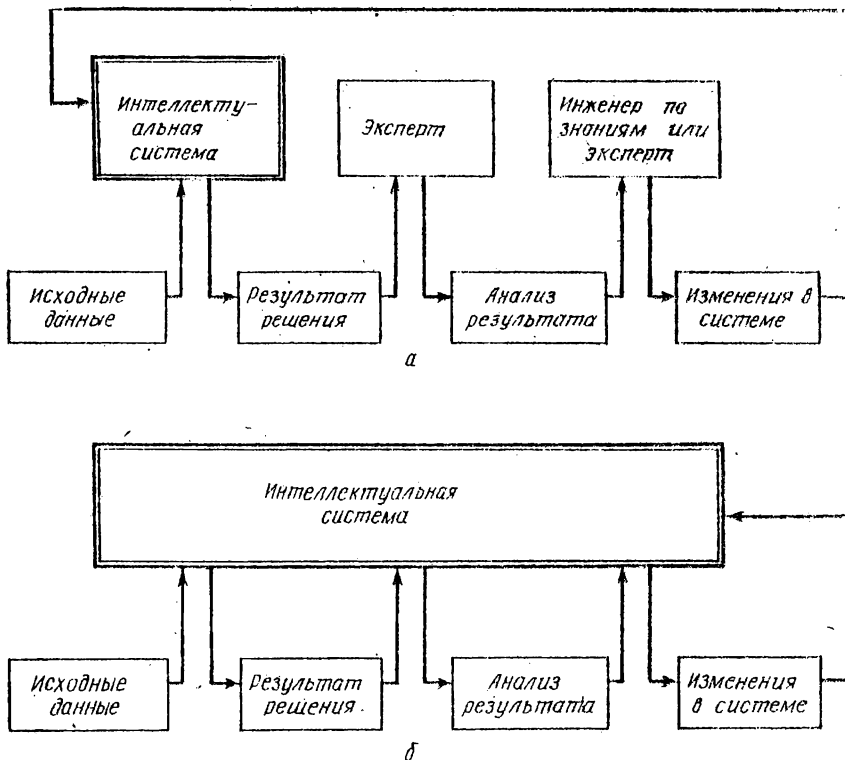 Интеллекту-
альная
система
Эксперт
Инженер по
знаниям или
эксперт
Исходные
данные
Результат
решения
Анализ
результата
Изменения в
системе
а
Интеллектуальная
система
Исходные
данные
Результат
решения.
Анализ
результата
Изменения
в системе
б